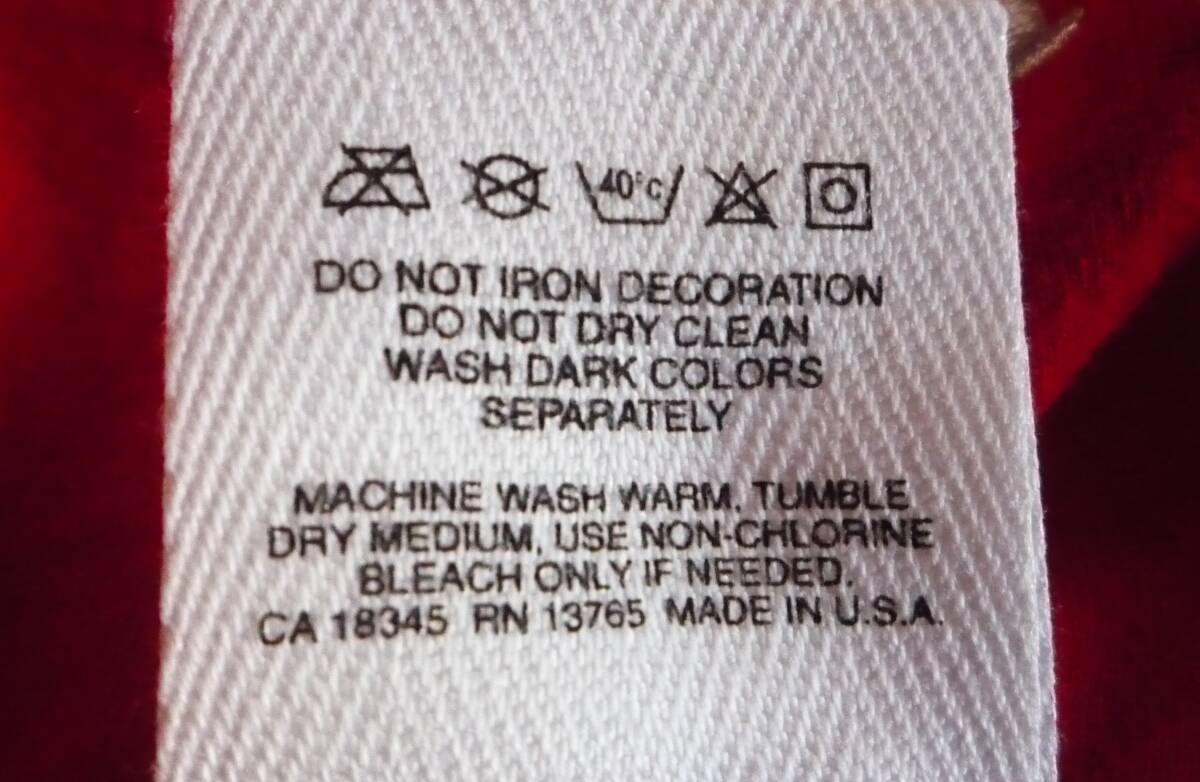 40°C
DO NOT IRON DECORATION
DO NOT DRY CLEAN
WASH DARK COLORS
SEPARATELY
MACHINE WASH WARM, TUMBLE
DRY MEDIUM, USE NON-CHLORINE
BLEACH ONLY IF NEEDED.
CA 18345 RN 13765 MADE IN U.S.A.